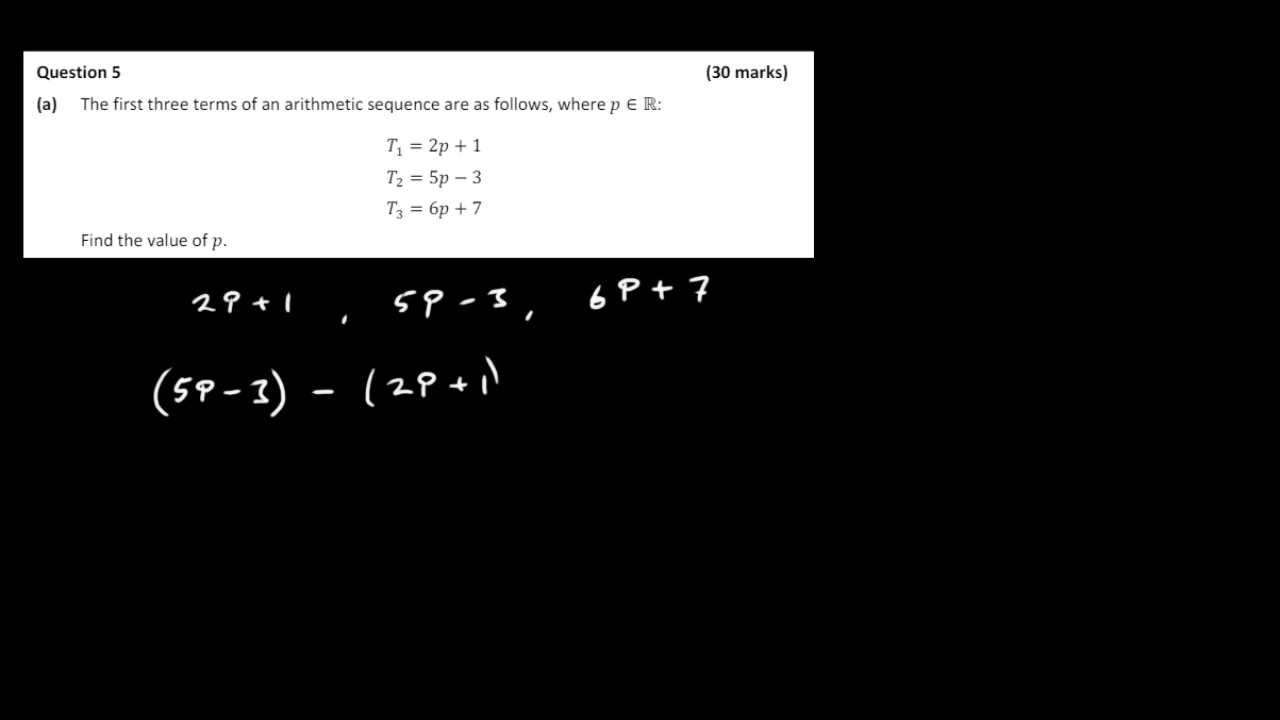 Question 5 (30 marks)
(a) The first three terms of an arithmetic sequence are as follows, where p ∈ ℝ:
T₁ = 2p + 1
T₂ = 5p − 3
T₃ = 6p + 7
Find the value of p.
2P + 1 , 5P − 3 , 6P + 7
(5P − 3) − (2P + 1)